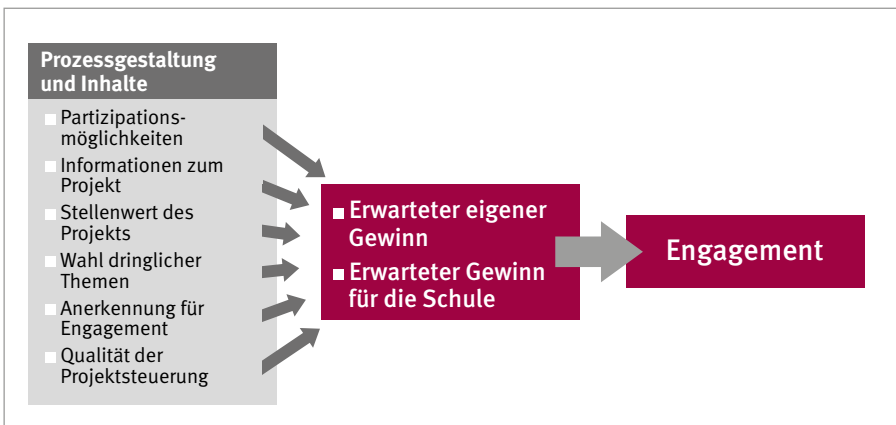 Prozessgestaltung
und Inhalte
Partizipations-
möglichkeiten
Informationen zum
Projekt
Stellenwert des
Projekts
Wahl dringlicher
Themen
Anerkennung für
Engagement
Qualität der
Projektsteuerung
Erwarteter eigener
Gewinn
Erwarteter Gewinn
für die Schule
Engagement